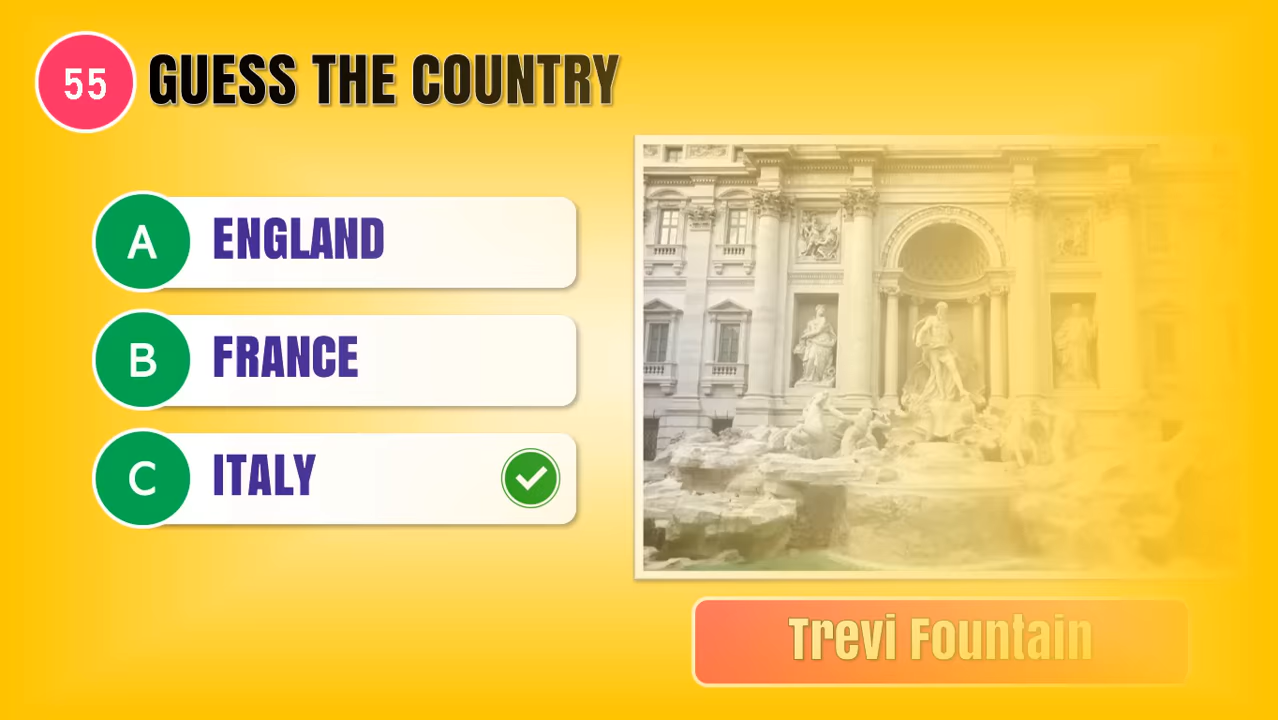 55 GUESS THE COUNTRY
A ENGLAND
B FRANCE
C ITALY
Trevi Fountain